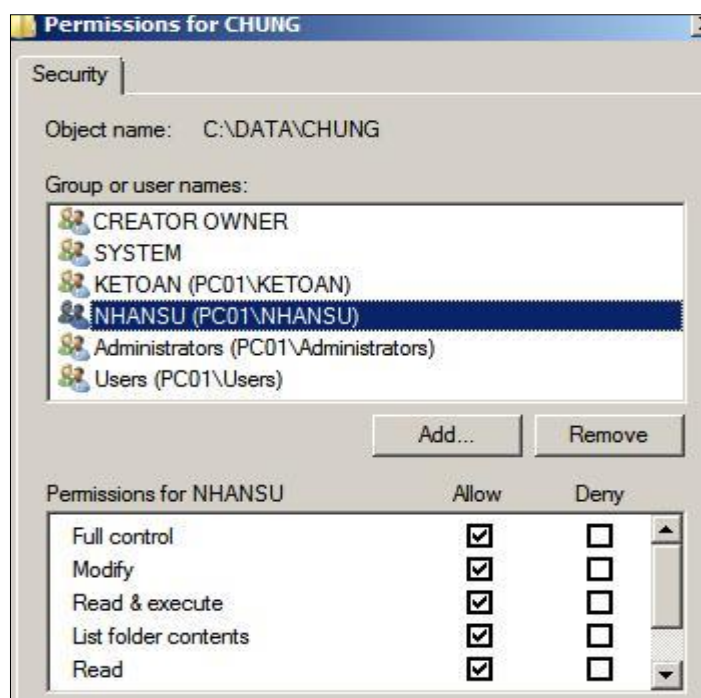 Permissions for CHUNG
Security
Object name: C:\DATA\CHUNG
Group or user names:
CREATOR OWNER
SYSTEM
KETOAN (PC01\KETOAN)
NHANSU (PC01\NHANSU)
Administrators (PC01\Administrators)
Users (PC01\Users)
Add... Remove
Permissions for NHANSU Allow Deny
Full control
Modify
Read & execute
List folder contents
Read